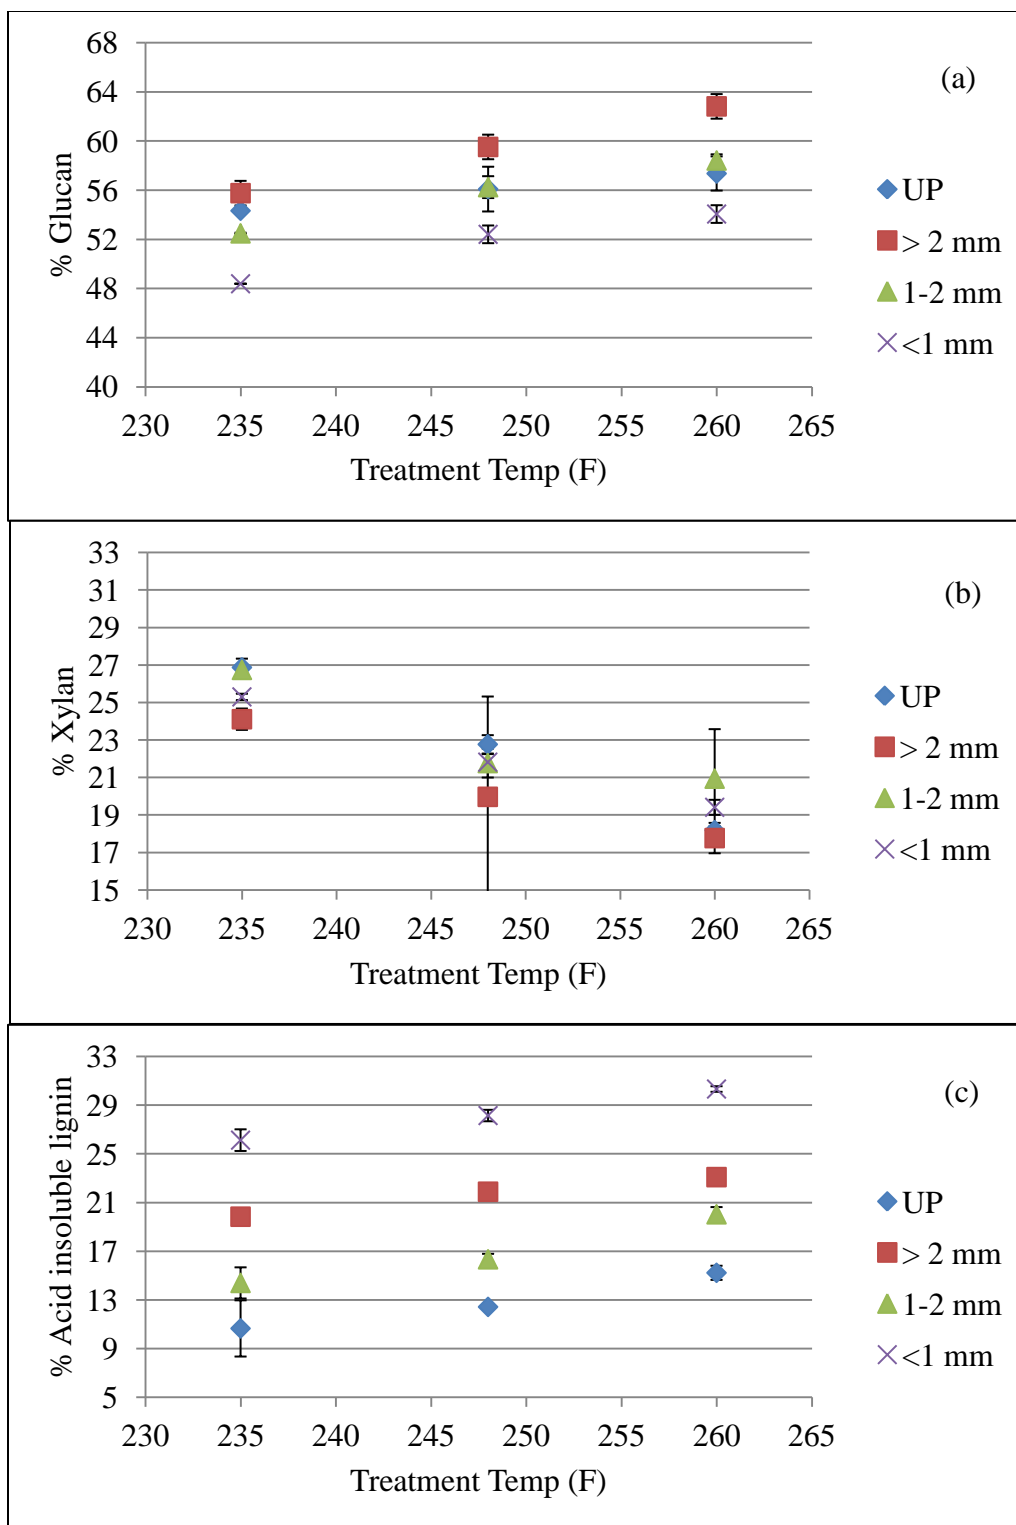 68
64
60
56
52
48
44
40
% Glucan
230 235 240 245 250 255 260 265
Treatment Temp (F)
(a)
UP
> 2 mm
1-2 mm
<1 mm
33
31
29
27
25
23
21
19
17
15
% Xylan
230 235 240 245 250 255 260 265
Treatment Temp (F)
(b)
UP
> 2 mm
1-2 mm
<1 mm
33
29
25
21
17
13
9
5
% Acid insoluble lignin
230 235 240 245 250 255 260 265
Treatment Temp (F)
(c)
UP
> 2 mm
1-2 mm
<1 mm